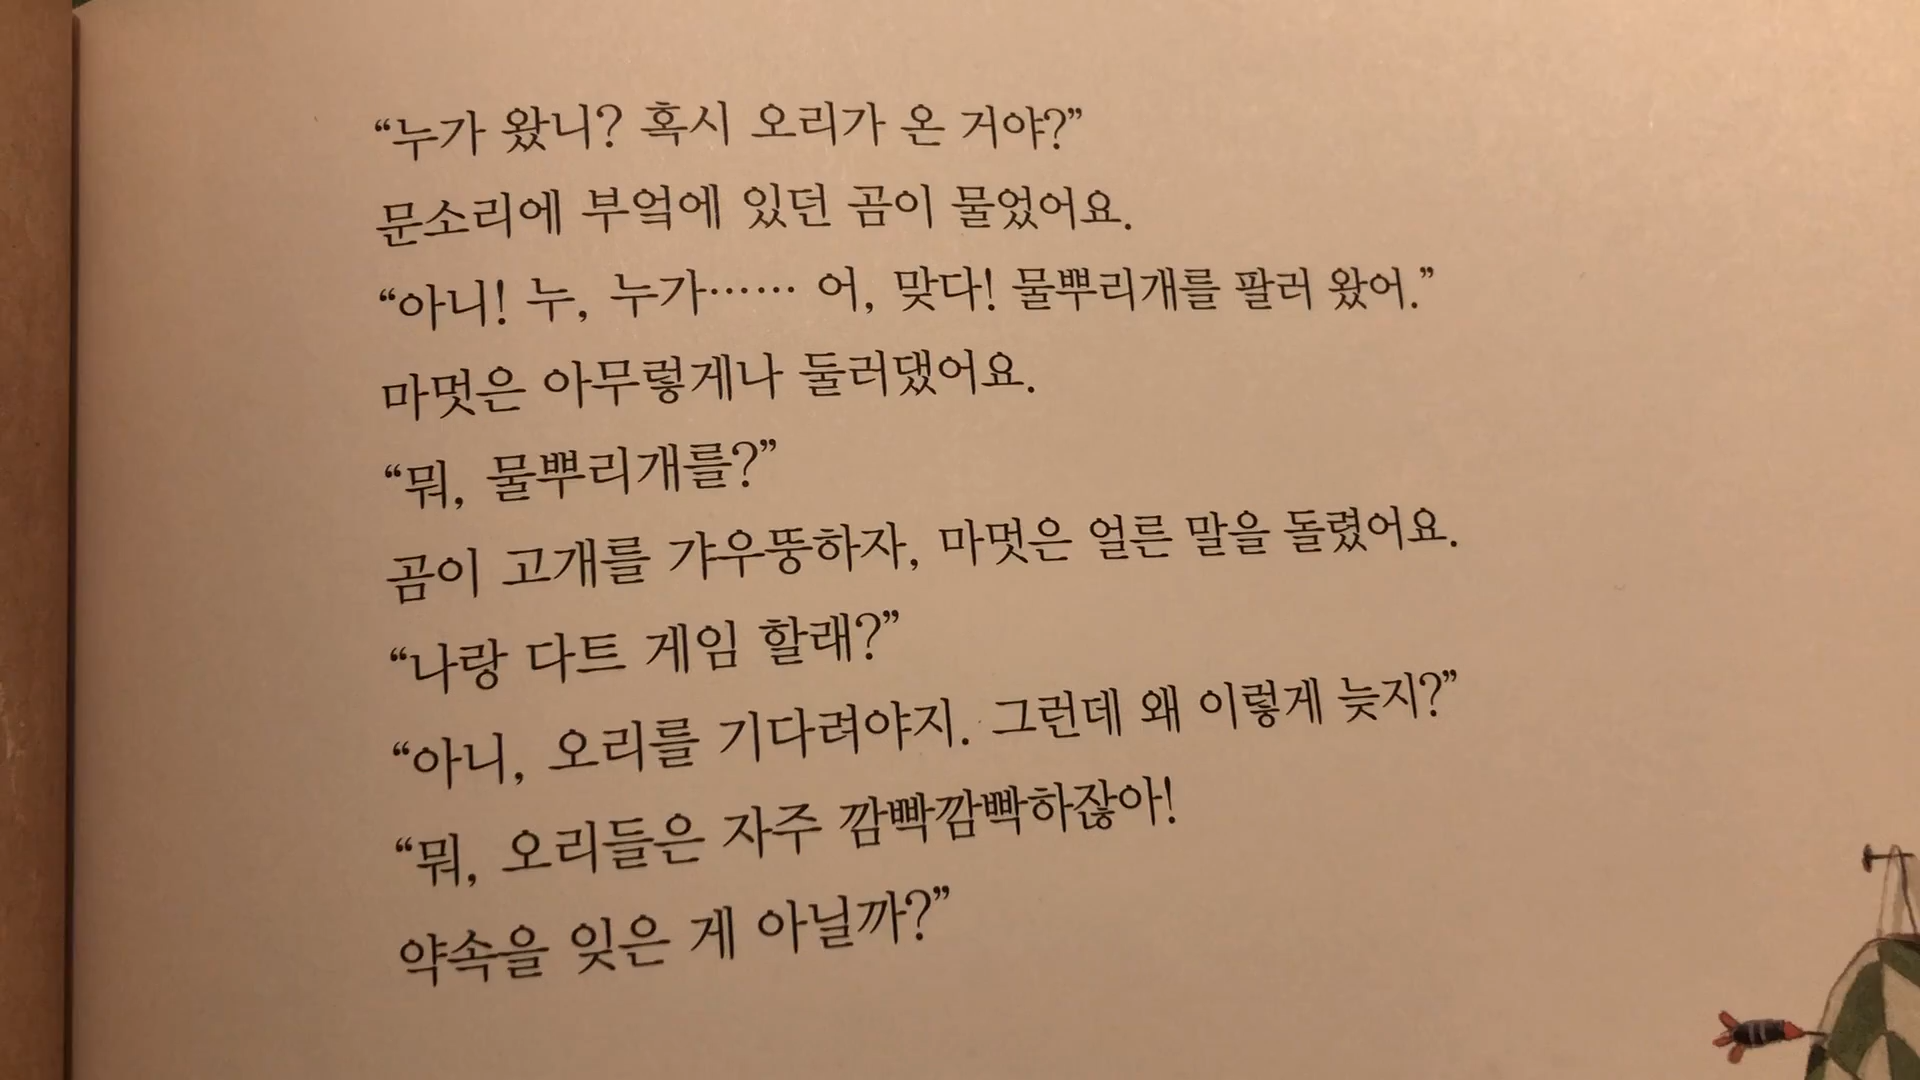 “누가 왔니? 혹시 오리가 온 거야?”
문소리에 부엌에 있던 곰이 물었어요.
“아니! 누, 누가…… 어, 맞다! 물뿌리개를 팔러 왔어.”
마멋은 아무렇게나 둘러댔어요.
“뭐, 물뿌리개를?”
곰이 고개를 갸우뚱하자, 마멋은 얼른 말을 돌렸어요.
“나랑 다트 게임 할래?”
“아니, 오리를 기다려야지. 그런데 왜 이렇게 늦지?”
“뭐, 오리들은 자주 깜빡깜빡하잖아!
약속을 잊은 게 아닐까?”